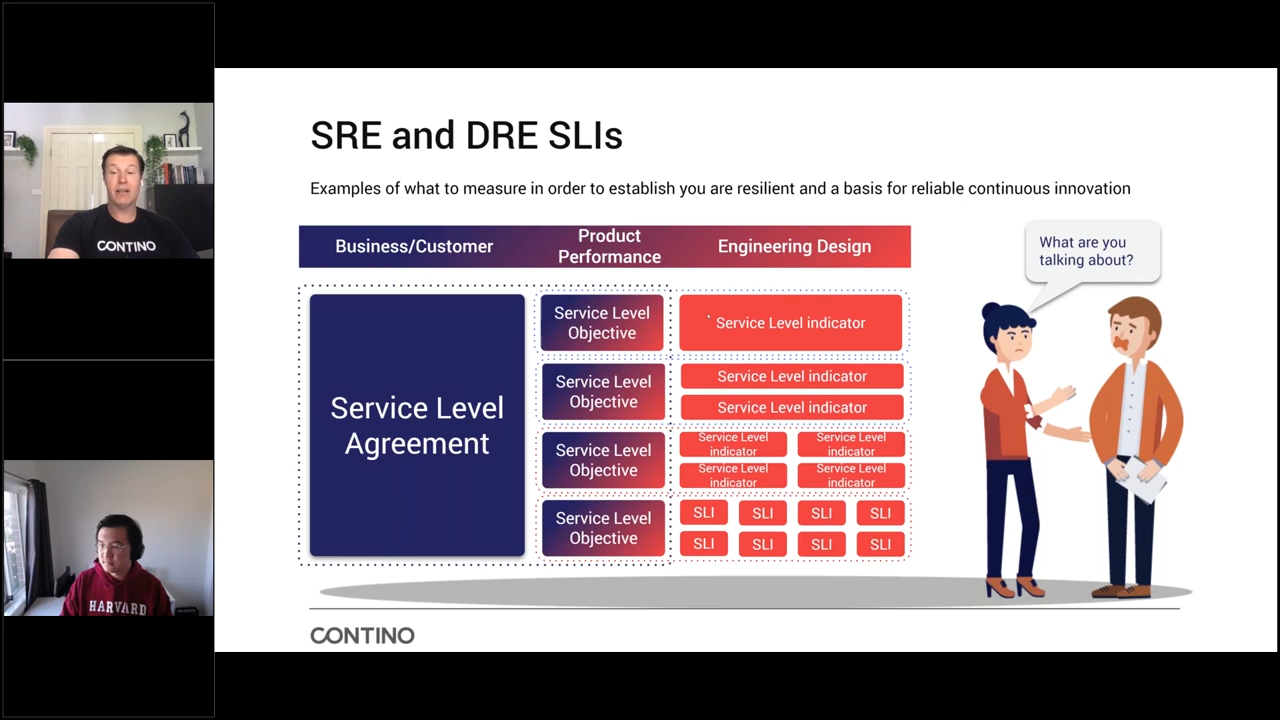 SRE and DRE SLIs
Examples of what to measure in order to establish you are resilient and a basis for reliable continuous innovation
Business/Customer
Product
Performance
Engineering Design
What are you
talking about?
Service Level
Agreement
Service Level
Objective
Service Level indicator
Service Level
Objective
Service Level indicator
Service Level indicator
Service Level
Objective
Service Level
indicator
Service Level
indicator
Service Level
indicator
Service Level
indicator
Service Level
Objective
SLI
SLI
SLI
SLI
SLI
SLI
SLI
SLI
CONTINO
CONTINO
HARVARD